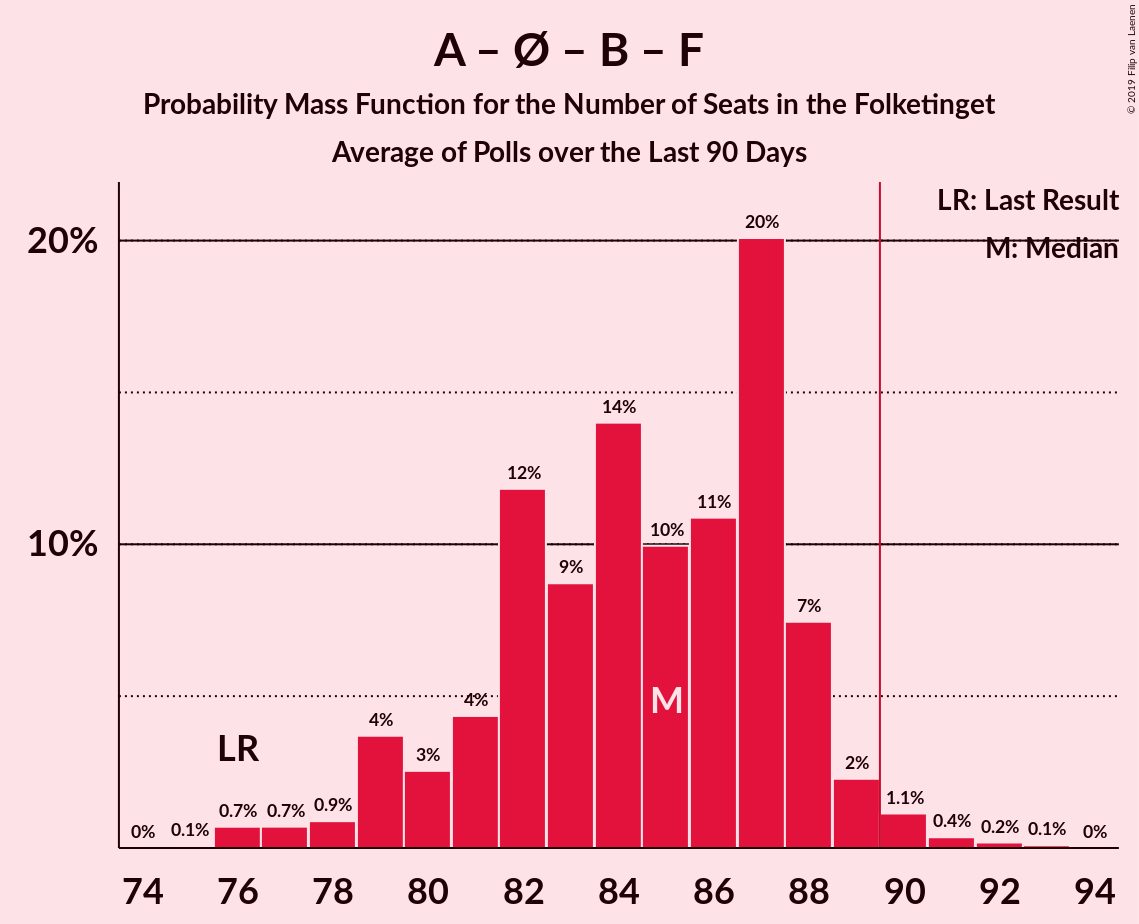 A – Ø – B – F
Probability Mass Function for the Number of Seats in the Folketinget
Average of Polls over the Last 90 Days
© 2019 Filip van Laenen
LR: Last Result
M: Median
20%
10%
0%
0.1%
0.7%
0.7%
0.9%
4%
3%
4%
12%
9%
14%
10%
11%
20%
7%
2%
1.1%
0.4%
0.2%
0.1%
0%
LR
M
74 76 78 80 82 84 86 88 90 92 94